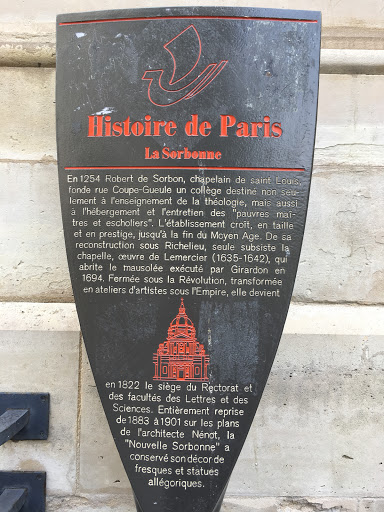 Histoire de Paris
La Sorbonne
En 1254 Robert de Sorbon, chapelain de saint Louis,
fonde rue Coupe-Gueule un collège destiné non seu-
lement à l'enseignement de la théologie, mais aussi
à l'hébergement et l'entretien des "pauvres maî-
tres et escholiers". L'établissement croît, en taille
et en prestige, jusqu'à la fin du Moyen Age. De sa
reconstruction sous Richelieu, seule subsiste la
chapelle, œuvre de Lemercier (1635-1642), qui
abrite le mausolée exécuté par Girardon en
1694. Fermée sous la Révolution, transformée
en ateliers d'artistes sous l'Empire, elle devient
en 1822 le siège du Rectorat et
des facultés des Lettres et des
Sciences. Entièrement reprise
de 1883 à 1901 sur les plans
de l'architecte Nénot, la
"Nouvelle Sorbonne" a
conservé son décor de
fresques et statues
allégoriques.